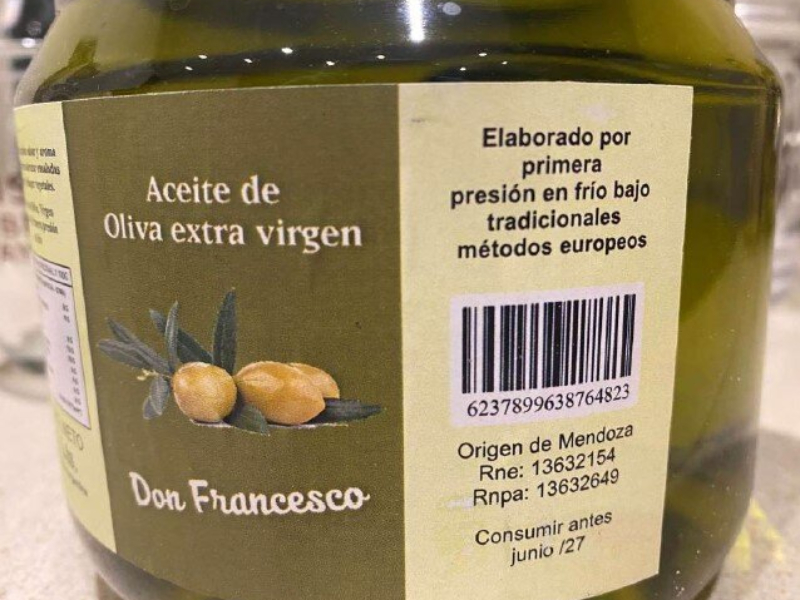 Aceite de
Oliva extra virgen
Don Francesco
Elaborado por
primera
presión en frío bajo
tradicionales
métodos europeos
6237899638764823
Origen de Mendoza
Rne: 13632154
Rnpa: 13632649
Consumir antes
junio /27